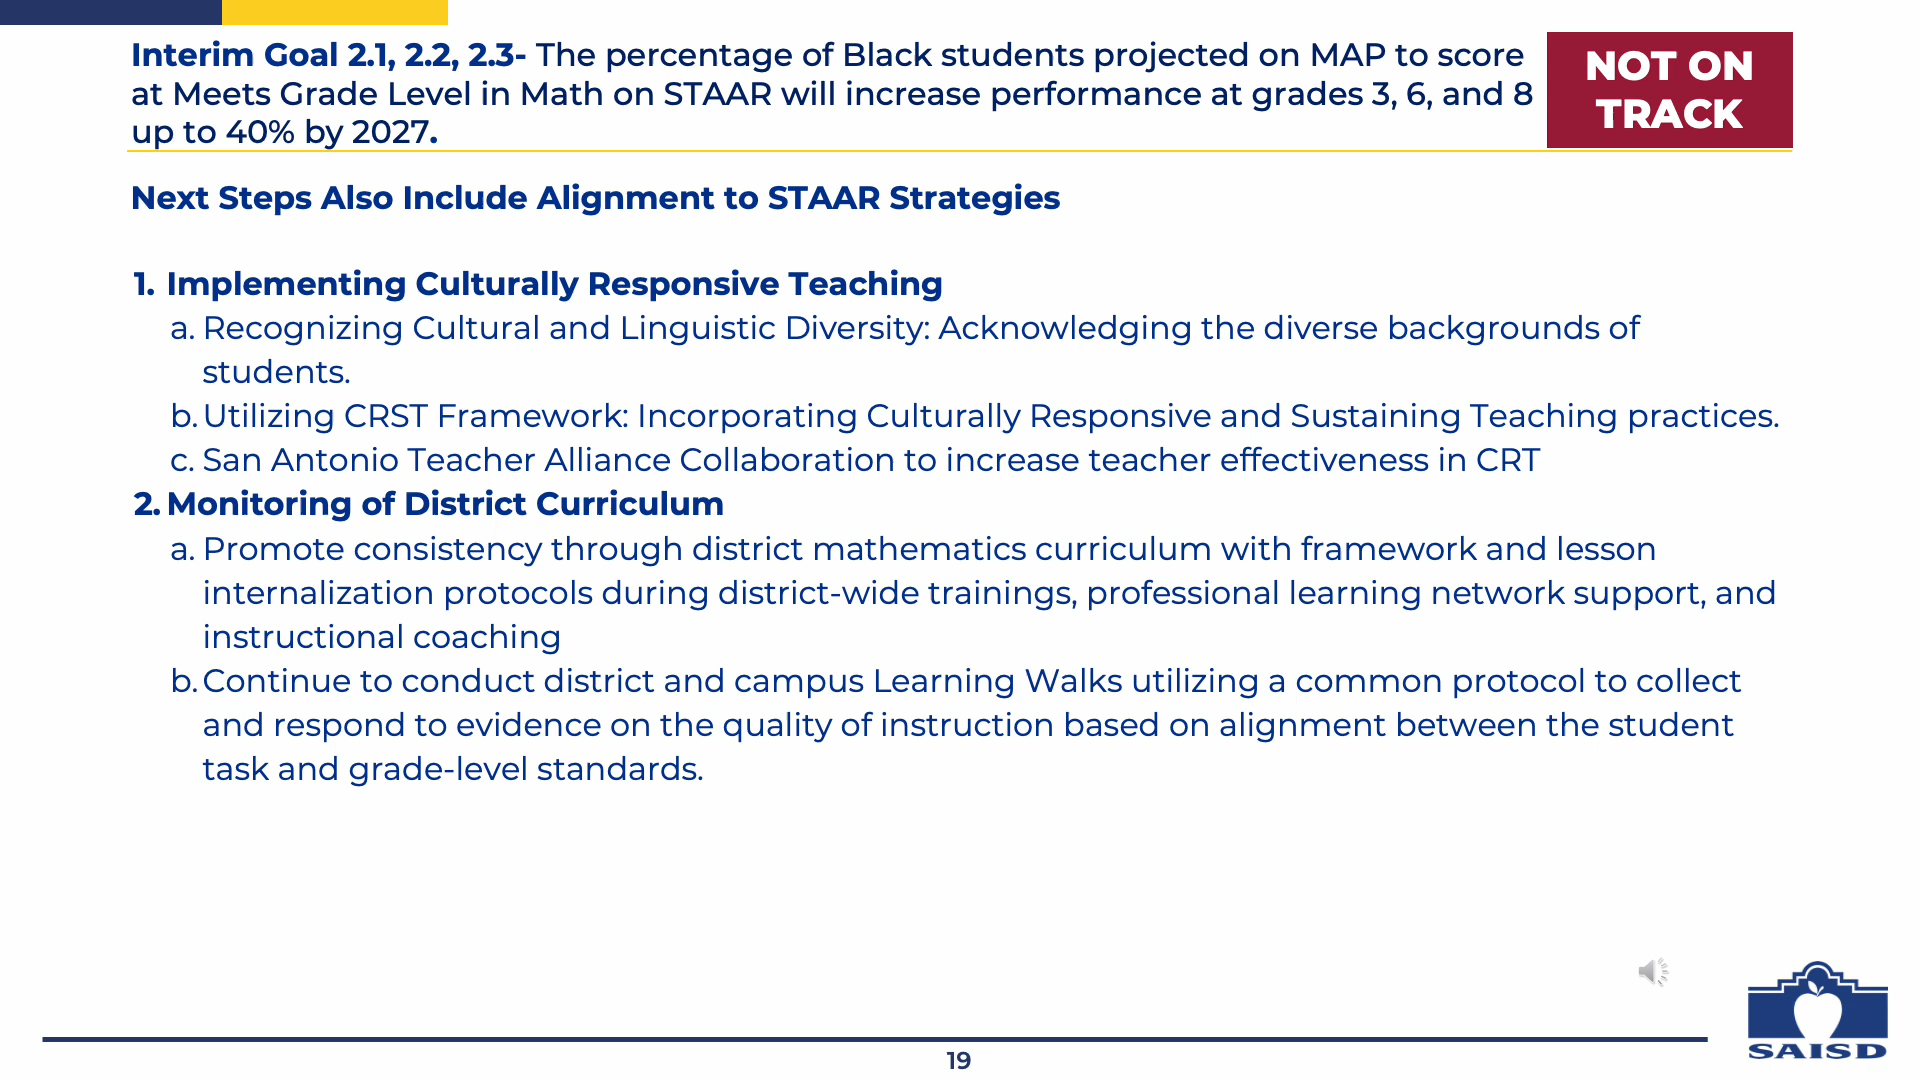 Interim Goal 2.1, 2.2, 2.3- The percentage of Black students projected on MAP to score
at Meets Grade Level in Math on STAAR will increase performance at grades 3, 6, and 8
up to 40% by 2027.
NOT ON
TRACK
Next Steps Also Include Alignment to STAAR Strategies
1. Implementing Culturally Responsive Teaching
a. Recognizing Cultural and Linguistic Diversity: Acknowledging the diverse backgrounds of
students.
b. Utilizing CRST Framework: Incorporating Culturally Responsive and Sustaining Teaching practices.
c. San Antonio Teacher Alliance Collaboration to increase teacher effectiveness in CRT
2. Monitoring of District Curriculum
a. Promote consistency through district mathematics curriculum with framework and lesson
internalization protocols during district-wide trainings, professional learning network support, and
instructional coaching
b. Continue to conduct district and campus Learning Walks utilizing a common protocol to collect
and respond to evidence on the quality of instruction based on alignment between the student
task and grade-level standards.
19
SAISD